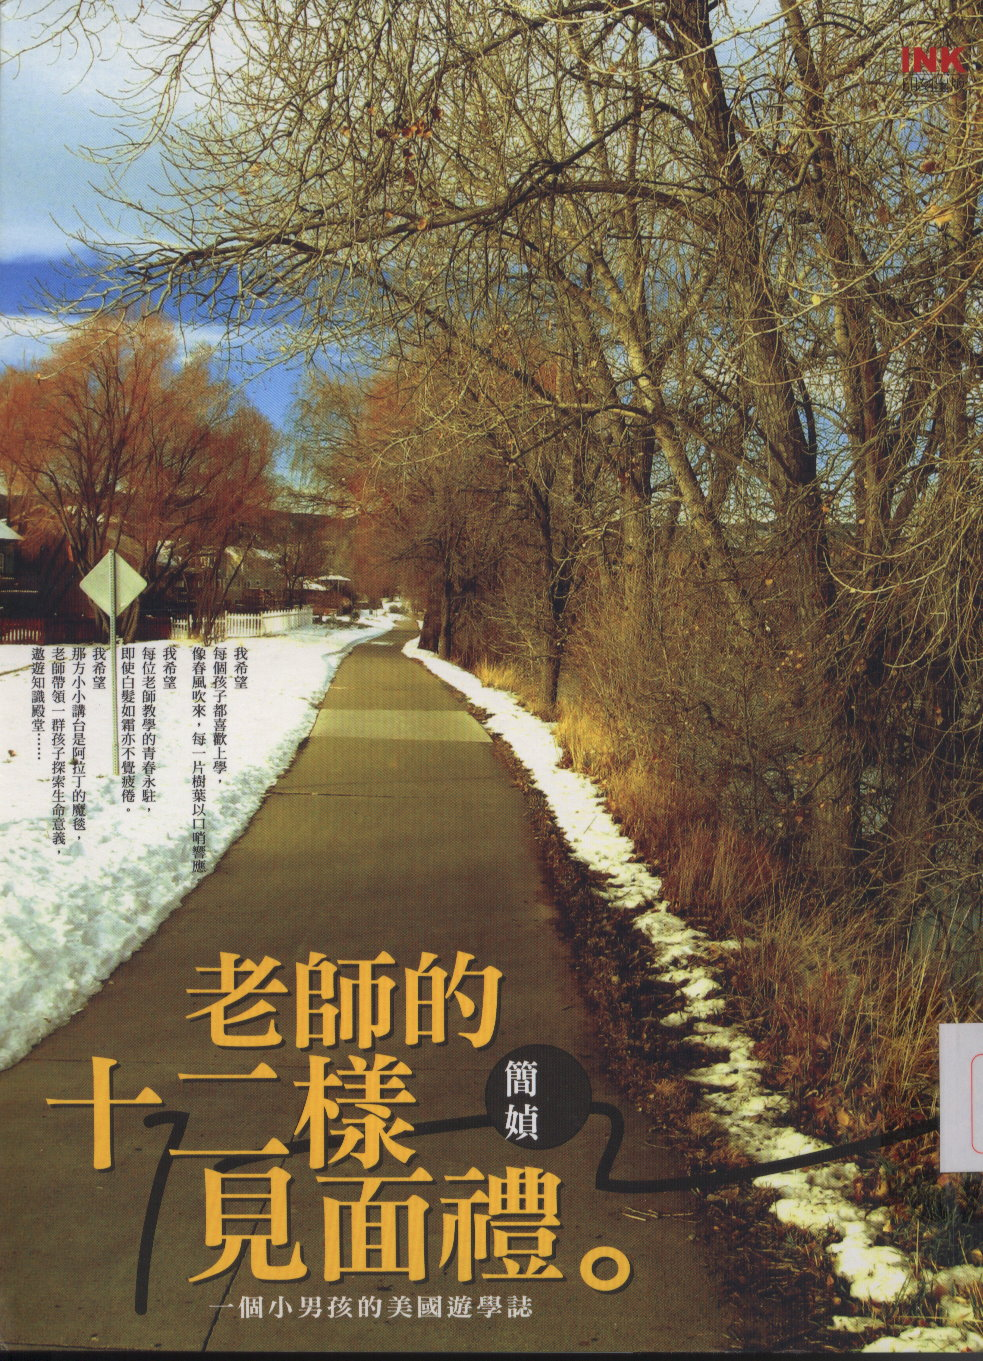 INK
我希望
每個孩子都喜歡上學，
像春風吹來，每一片樹葉以口哨響應
我希望
每位老師教學的青春永駐，
即使白髮如霜亦不覺疲倦。
我希望
那方小小講台是阿拉丁的魔毯，
老師帶領一群孩子探索生命意義，
遨遊知識殿堂……
老師的
十二樣
見面禮。
簡媜
一個小男孩的美國遊學誌